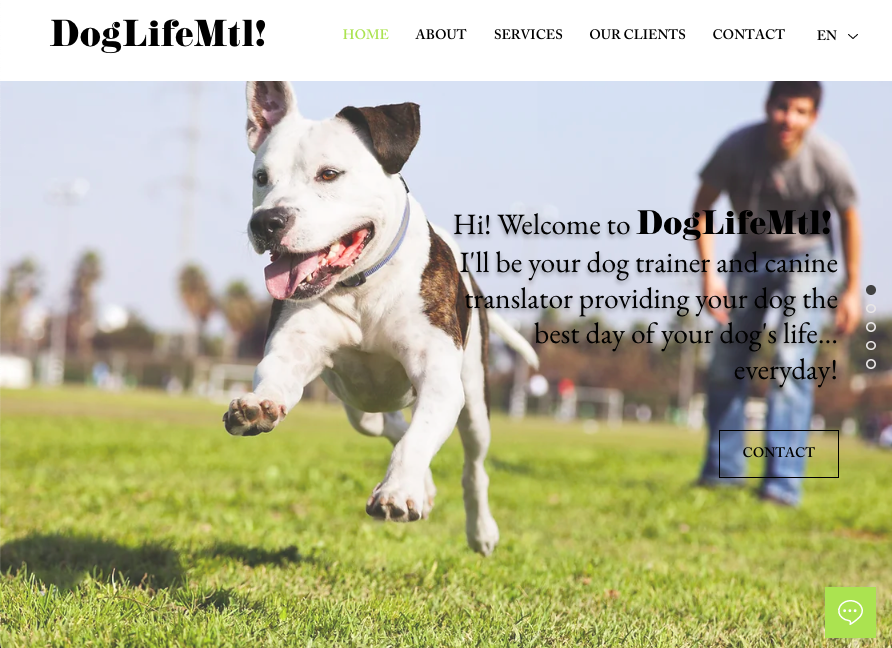 DogLifeMtl!
HOME ABOUT SERVICES OUR CLIENTS CONTACT EN
Hi! Welcome to DogLifeMtl!
I'll be your dog trainer and canine
translator providing your dog the
best day of your dog's life...
everyday!
CONTACT